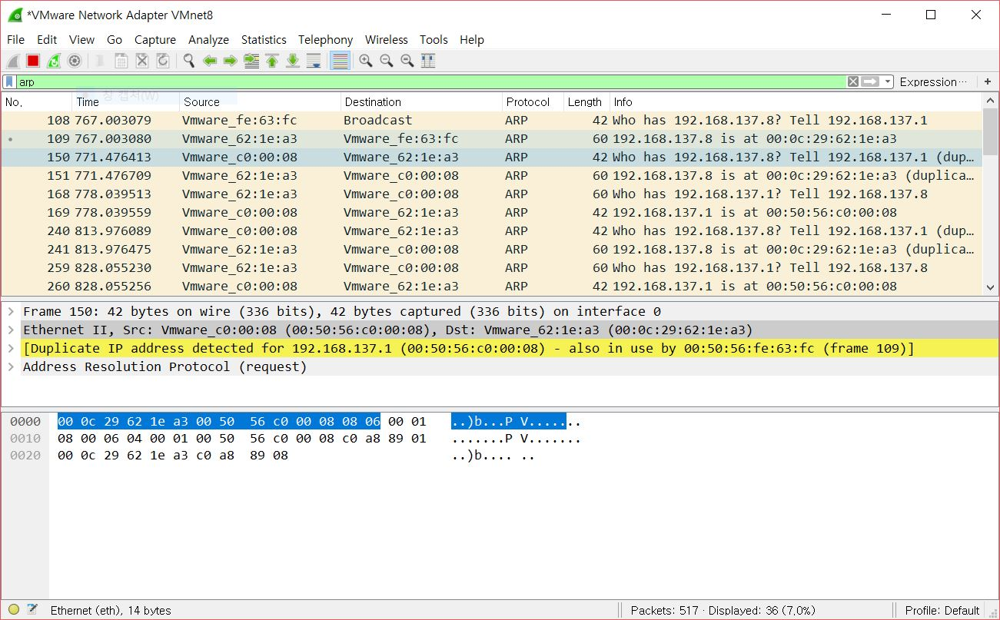 *VMware Network Adapter VMnet8
File Edit View Go Capture Analyze Statistics Telephony Wireless Tools Help
arp Expression… +
창 캡처(W)
No. Time Source Destination Protocol Length Info
108 767.003079 Vmware_fe:63:fc Broadcast ARP 42 Who has 192.168.137.8? Tell 192.168.137.1
109 767.003080 Vmware_62:1e:a3 Vmware_fe:63:fc ARP 60 192.168.137.8 is at 00:0c:29:62:1e:a3
150 771.476413 Vmware_c0:00:08 Vmware_62:1e:a3 ARP 42 Who has 192.168.137.8? Tell 192.168.137.1 (dup…
151 771.476709 Vmware_62:1e:a3 Vmware_c0:00:08 ARP 60 192.168.137.8 is at 00:0c:29:62:1e:a3 (duplica…
168 778.039513 Vmware_62:1e:a3 Vmware_c0:00:08 ARP 60 Who has 192.168.137.1? Tell 192.168.137.8
169 778.039559 Vmware_c0:00:08 Vmware_62:1e:a3 ARP 42 192.168.137.1 is at 00:50:56:c0:00:08
240 813.976089 Vmware_c0:00:08 Vmware_62:1e:a3 ARP 42 Who has 192.168.137.8? Tell 192.168.137.1 (dup…
241 813.976475 Vmware_62:1e:a3 Vmware_c0:00:08 ARP 60 192.168.137.8 is at 00:0c:29:62:1e:a3 (duplica…
259 828.055230 Vmware_62:1e:a3 Vmware_c0:00:08 ARP 60 Who has 192.168.137.1? Tell 192.168.137.8
260 828.055256 Vmware_c0:00:08 Vmware_62:1e:a3 ARP 42 192.168.137.1 is at 00:50:56:c0:00:08
Frame 150: 42 bytes on wire (336 bits), 42 bytes captured (336 bits) on interface 0
Ethernet II, Src: Vmware_c0:00:08 (00:50:56:c0:00:08), Dst: Vmware_62:1e:a3 (00:0c:29:62:1e:a3)
[Duplicate IP address detected for 192.168.137.1 (00:50:56:c0:00:08) - also in use by 00:50:56:fe:63:fc (frame 109)]
Address Resolution Protocol (request)
0000 00 0c 29 62 1e a3 00 50 56 c0 00 08 08 06 00 01 ..)b...P V.......
0010 08 00 06 04 00 01 00 50 56 c0 00 08 c0 a8 89 01 .......P V.......
0020 00 0c 29 62 1e a3 c0 a8 89 08 ..)b.... ..
Ethernet (eth), 14 bytes Packets: 517 · Displayed: 36 (7.0%) Profile: Default